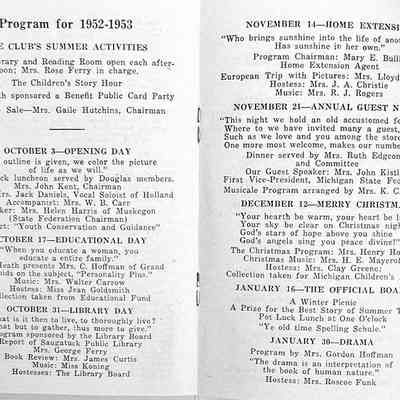 Program for 1952-1953
E CLUB'S SUMMER ACTIVITIES
rary and Reading Room open each after-
oon; Mrs. Rose Ferry in charge.
The Children's Story Hour
th sponsored a Benefit Public Card Party
Sale—Mrs. Gaile Hutchins, Chairman
OCTOBER 3—OPENING DAY
outline is given, we color the picture
of life as we will."
ck luncheon served by Douglas members.
Mrs. John Kent, Chairman
rs. Jack Daniels, Vocal Soloist of Holland
Accompanist: Mrs. W. B. Carr
ker: Mrs. Helen Harris of Muskegon
(State Federation Chairman)
ct: "Youth Conservation and Guidance"
CTOBER 17—EDUCATIONAL DAY
"When you educate a woman, you
educate a entire family."
Heath presents Mrs. C. Hoffman of Grand
ids on the subject, "Personality Plus."
Music: Mrs. Walter Carrow
Hostess: Miss Jean Goldsmith
ection taken from Educational Fund
OCTOBER 31—LIBRARY DAY
hat is it then to live, to thoroughly live?
hat but to gather, thus more to give."
rogram sponsored by the Library Board
Report of Saugatuck Public Library
Mrs. George Ferry
Book Review: Mrs. James Curtis
Music: Miss Koning
Hostesses: The Library Board
NOVEMBER 14—HOME EXTENSI
"Who brings sunshine into the life of anot
Has sunshine in her own."
Program Chairman: Mary E. Bull
Home Extension Agent
European Trip with Pictures: Mrs. Lloyd
Hostess: Mrs. J. A. Christie
Music: Mrs. R. J. Rogers
NOVEMBER 21—ANNUAL GUEST N
"This night we hold an old accustomed fe
Where to we have invited many a guest,
Such as we love and you among the store
One more most welcome, makes our numbe
Dinner served by Mrs. Ruth Edgcom
and Committee
Our Guest Speaker: Mrs. John Kistl
First Vice-President, Michigan State Feder
Musicale Program arranged by Mrs. K. C.
DECEMBER 12—MERRY CHRISTM
"Your hearth be warm, your heart be li
Your sky be clear on Christmas nigh
God's stars of hope above you shine
God's angels sing you peace divine!"
The Christmas Program: Mrs. Henry Ho
Christmas Music: Mrs. H. E. Mayerof
Hostess: Mrs. Clay Greene;
Collection taken for Michigan Children's
JANUARY 16—THE OFFICIAL BOA
A Winter Picnic
A Prize for the Best Story of Summer T
Pot Luck Lunch at One O'clock
"Ye old time Spelling Schule."
JANUARY 30—DRAMA
Program by Mrs. Gordon Hoffman
"The drama is an interpretation of
the book of human nature."
Hostess: Mrs. Roscoe Funk